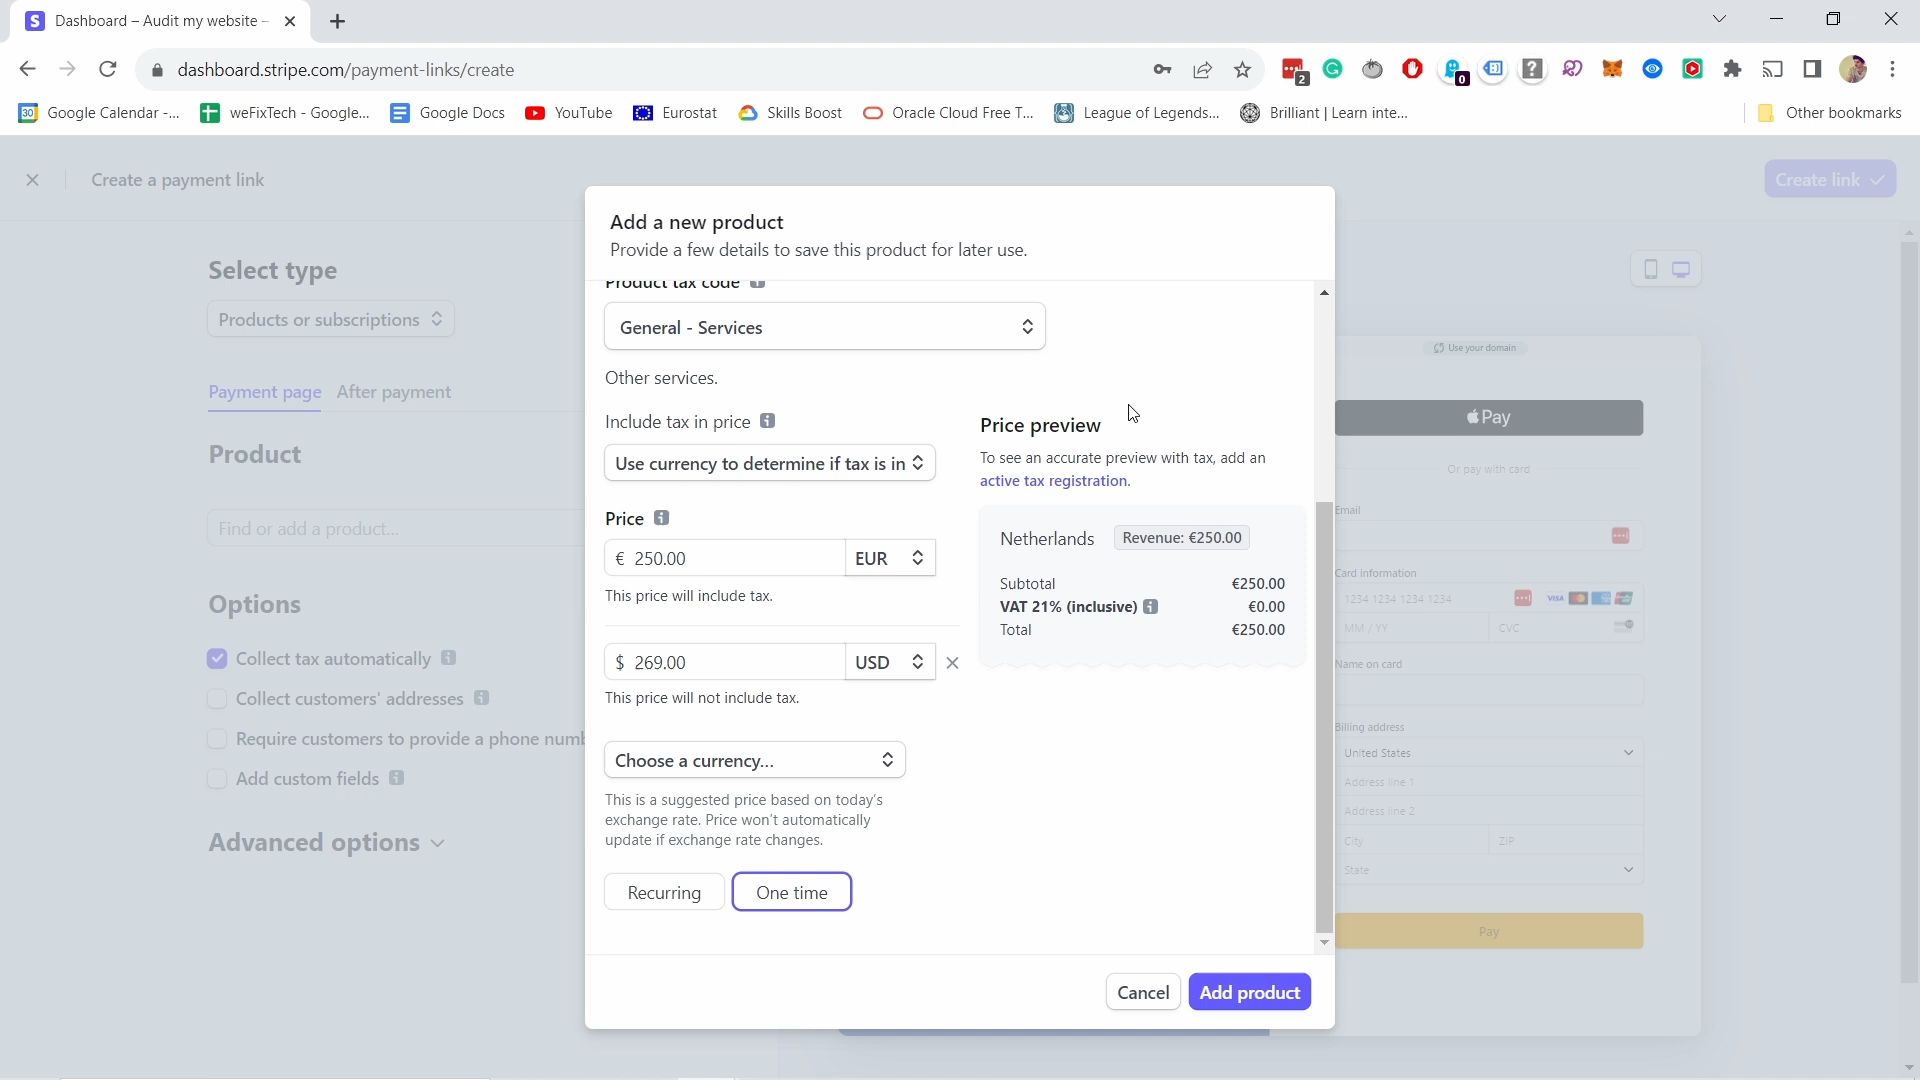 Dashboard – Audit my website -
dashboard.stripe.com/payment-links/create
2
0
30
Google Calendar -...
weFixTech - Google...
Google Docs
YouTube
Eurostat
Skills Boost
Oracle Cloud Free T...
League of Legends...
Brilliant | Learn inte...
Other bookmarks
Create a payment link
Create link
Select type
Products or subscriptions
Payment page
After payment
Product
Find or add a product...
Options
Collect tax automatically
Collect customers' addresses
Require customers to provide a phone numb
Add custom fields
Advanced options
Add a new product
Provide a few details to save this product for later use.
Product tax code
General - Services
Other services.
Include tax in price
Use currency to determine if tax is in
Price
€ 250.00 EUR
This price will include tax.
$ 269.00 USD
This price will not include tax.
Choose a currency...
This is a suggested price based on today's
exchange rate. Price won't automatically
update if exchange rate changes.
Recurring
One time
Price preview
To see an accurate preview with tax, add an
active tax registration.
Netherlands Revenue: €250.00
Subtotal €250.00
VAT 21% (inclusive) €0.00
Total €250.00
Cancel
Add product
Use your domain
Pay
Or pay with card
Email
Card information
1234 1234 1234 1234
VISA
MM / YY
CVC
Name on card
Billing address
United States
Address line 1
Address line 2
City
ZIP
State
Pay